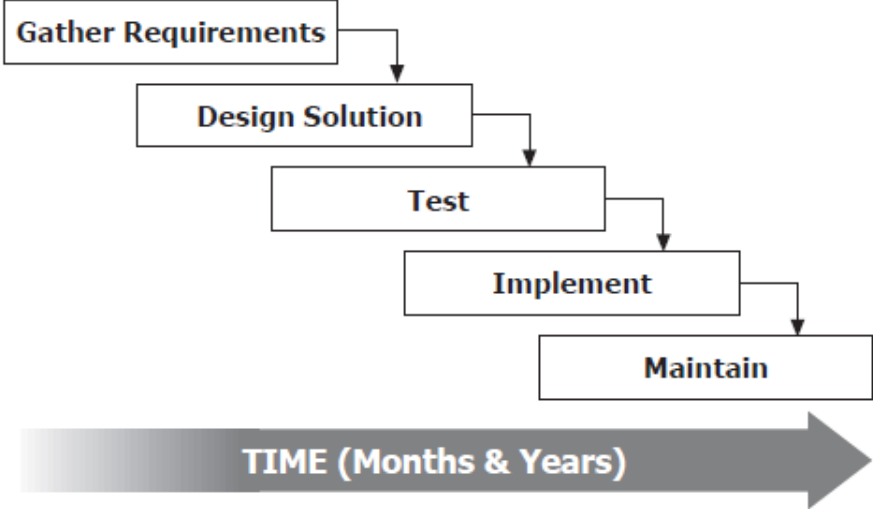 Gather Requirements
Design Solution
Test
Implement
Maintain
TIME (Months & Years)